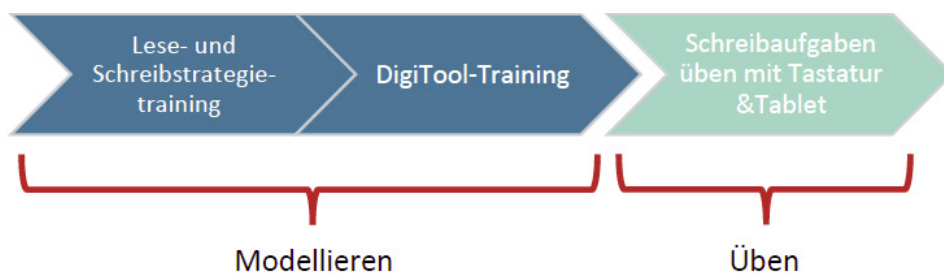 Lese- und
Schreibstrategie-
training
DigiTool-Training
Schreibaufgaben
üben mit Tastatur
&Tablet
Modellieren
Üben